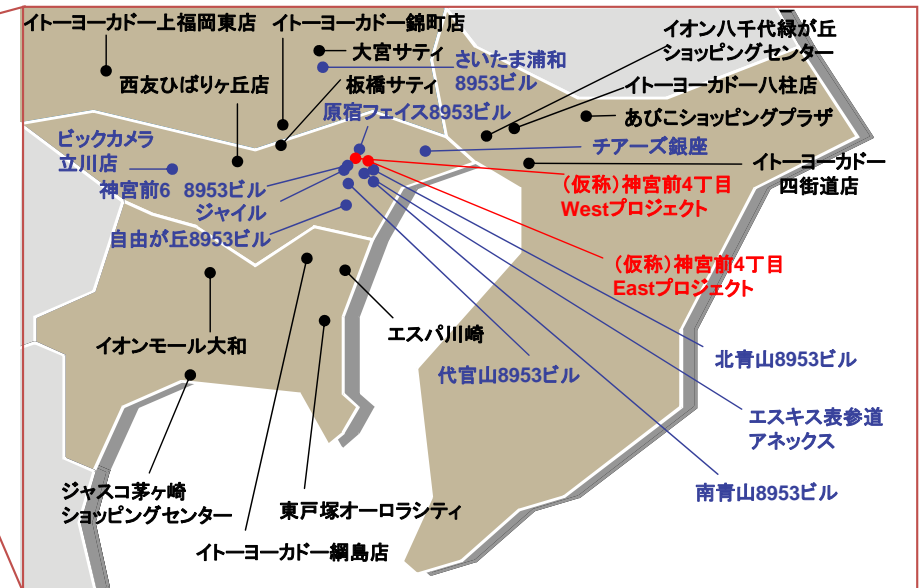 イトーヨーカドー上福岡東店
イトーヨーカドー錦町店
大宮サティ
さいたま浦和
8953ビル
イオン八千代緑が丘
ショッピングセンター
西友ひばりヶ丘店
板橋サティ
イトーヨーカドー八柱店
原宿フェイス8953ビル
あびこショッピングプラザ
ビックカメラ
立川店
チアーズ銀座
イトーヨーカドー
四街道店
神宮前6 8953ビル
(仮称)神宮前4丁目
Westプロジェクト
ジャイル
自由が丘8953ビル
(仮称)神宮前4丁目
Eastプロジェクト
イオンモール大和
エスパ川崎
北青山8953ビル
代官山8953ビル
エスキス表参道
アネックス
ジャスコ茅ヶ崎
ショッピングセンター
東戸塚オーロラシティ
南青山8953ビル
イトーヨーカドー綱島店